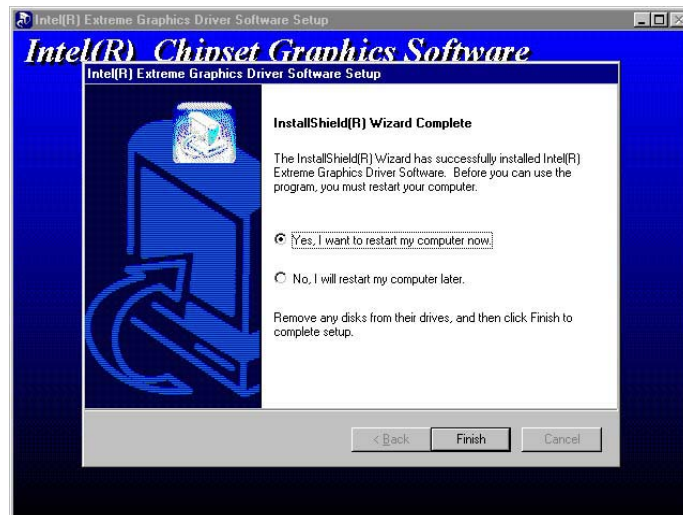 Intel(R) Extreme Graphics Driver Software Setup
Intel(R) Chipset Graphics Software
Intel(R) Extreme Graphics Driver Software Setup
InstallShield(R) Wizard Complete
The InstallShield(R) Wizard has successfully installed Intel(R)
Extreme Graphics Driver Software. Before you can use the
program, you must restart your computer.
Yes, I want to restart my computer now.
No, I will restart my computer later.
Remove any disks from their drives, and then click Finish to
complete setup.
< Back
Finish
Cancel